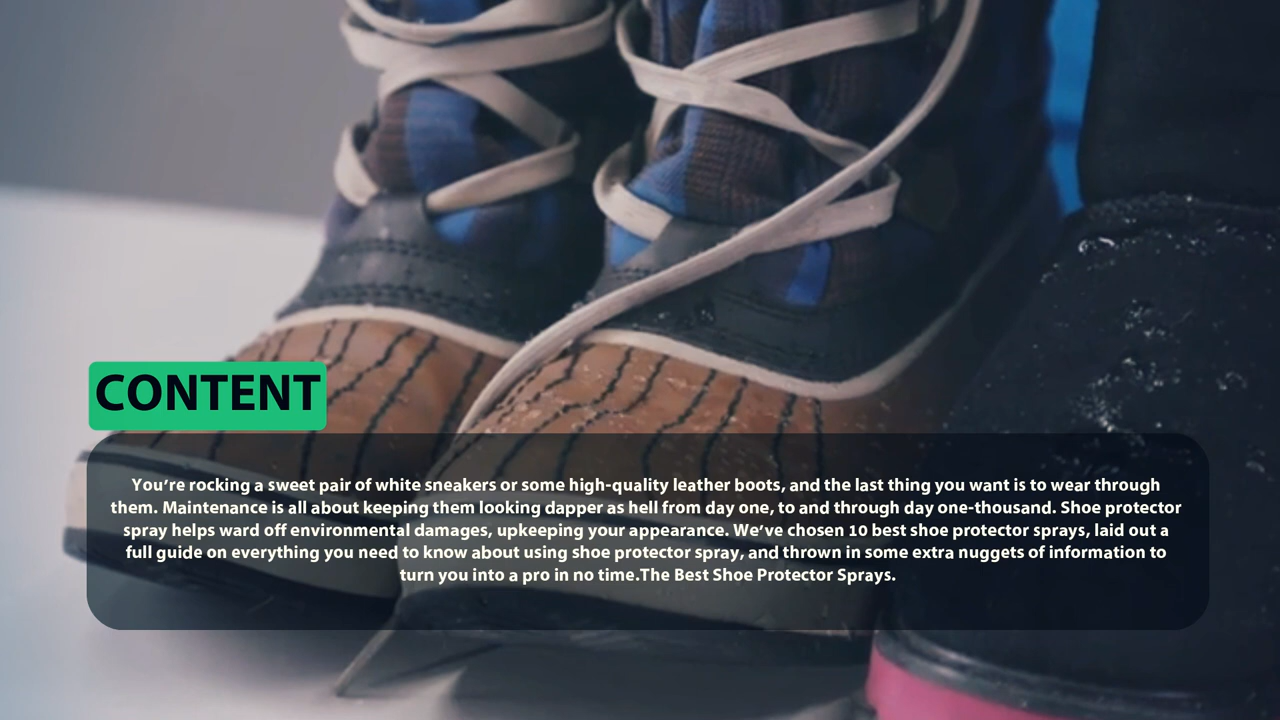 CONTENT
You're rocking a sweet pair of white sneakers or some high-quality leather boots, and the last thing you want is to wear through
them. Maintenance is all about keeping them looking dapper as hell from day one, to and through day one-thousand. Shoe protector
spray helps ward off environmental damages, upkeeping your appearance. We've chosen 10 best shoe protector sprays, laid out a
full guide on everything you need to know about using shoe protector spray, and thrown in some extra nuggets of information to
turn you into a pro in no time.The Best Shoe Protector Sprays.